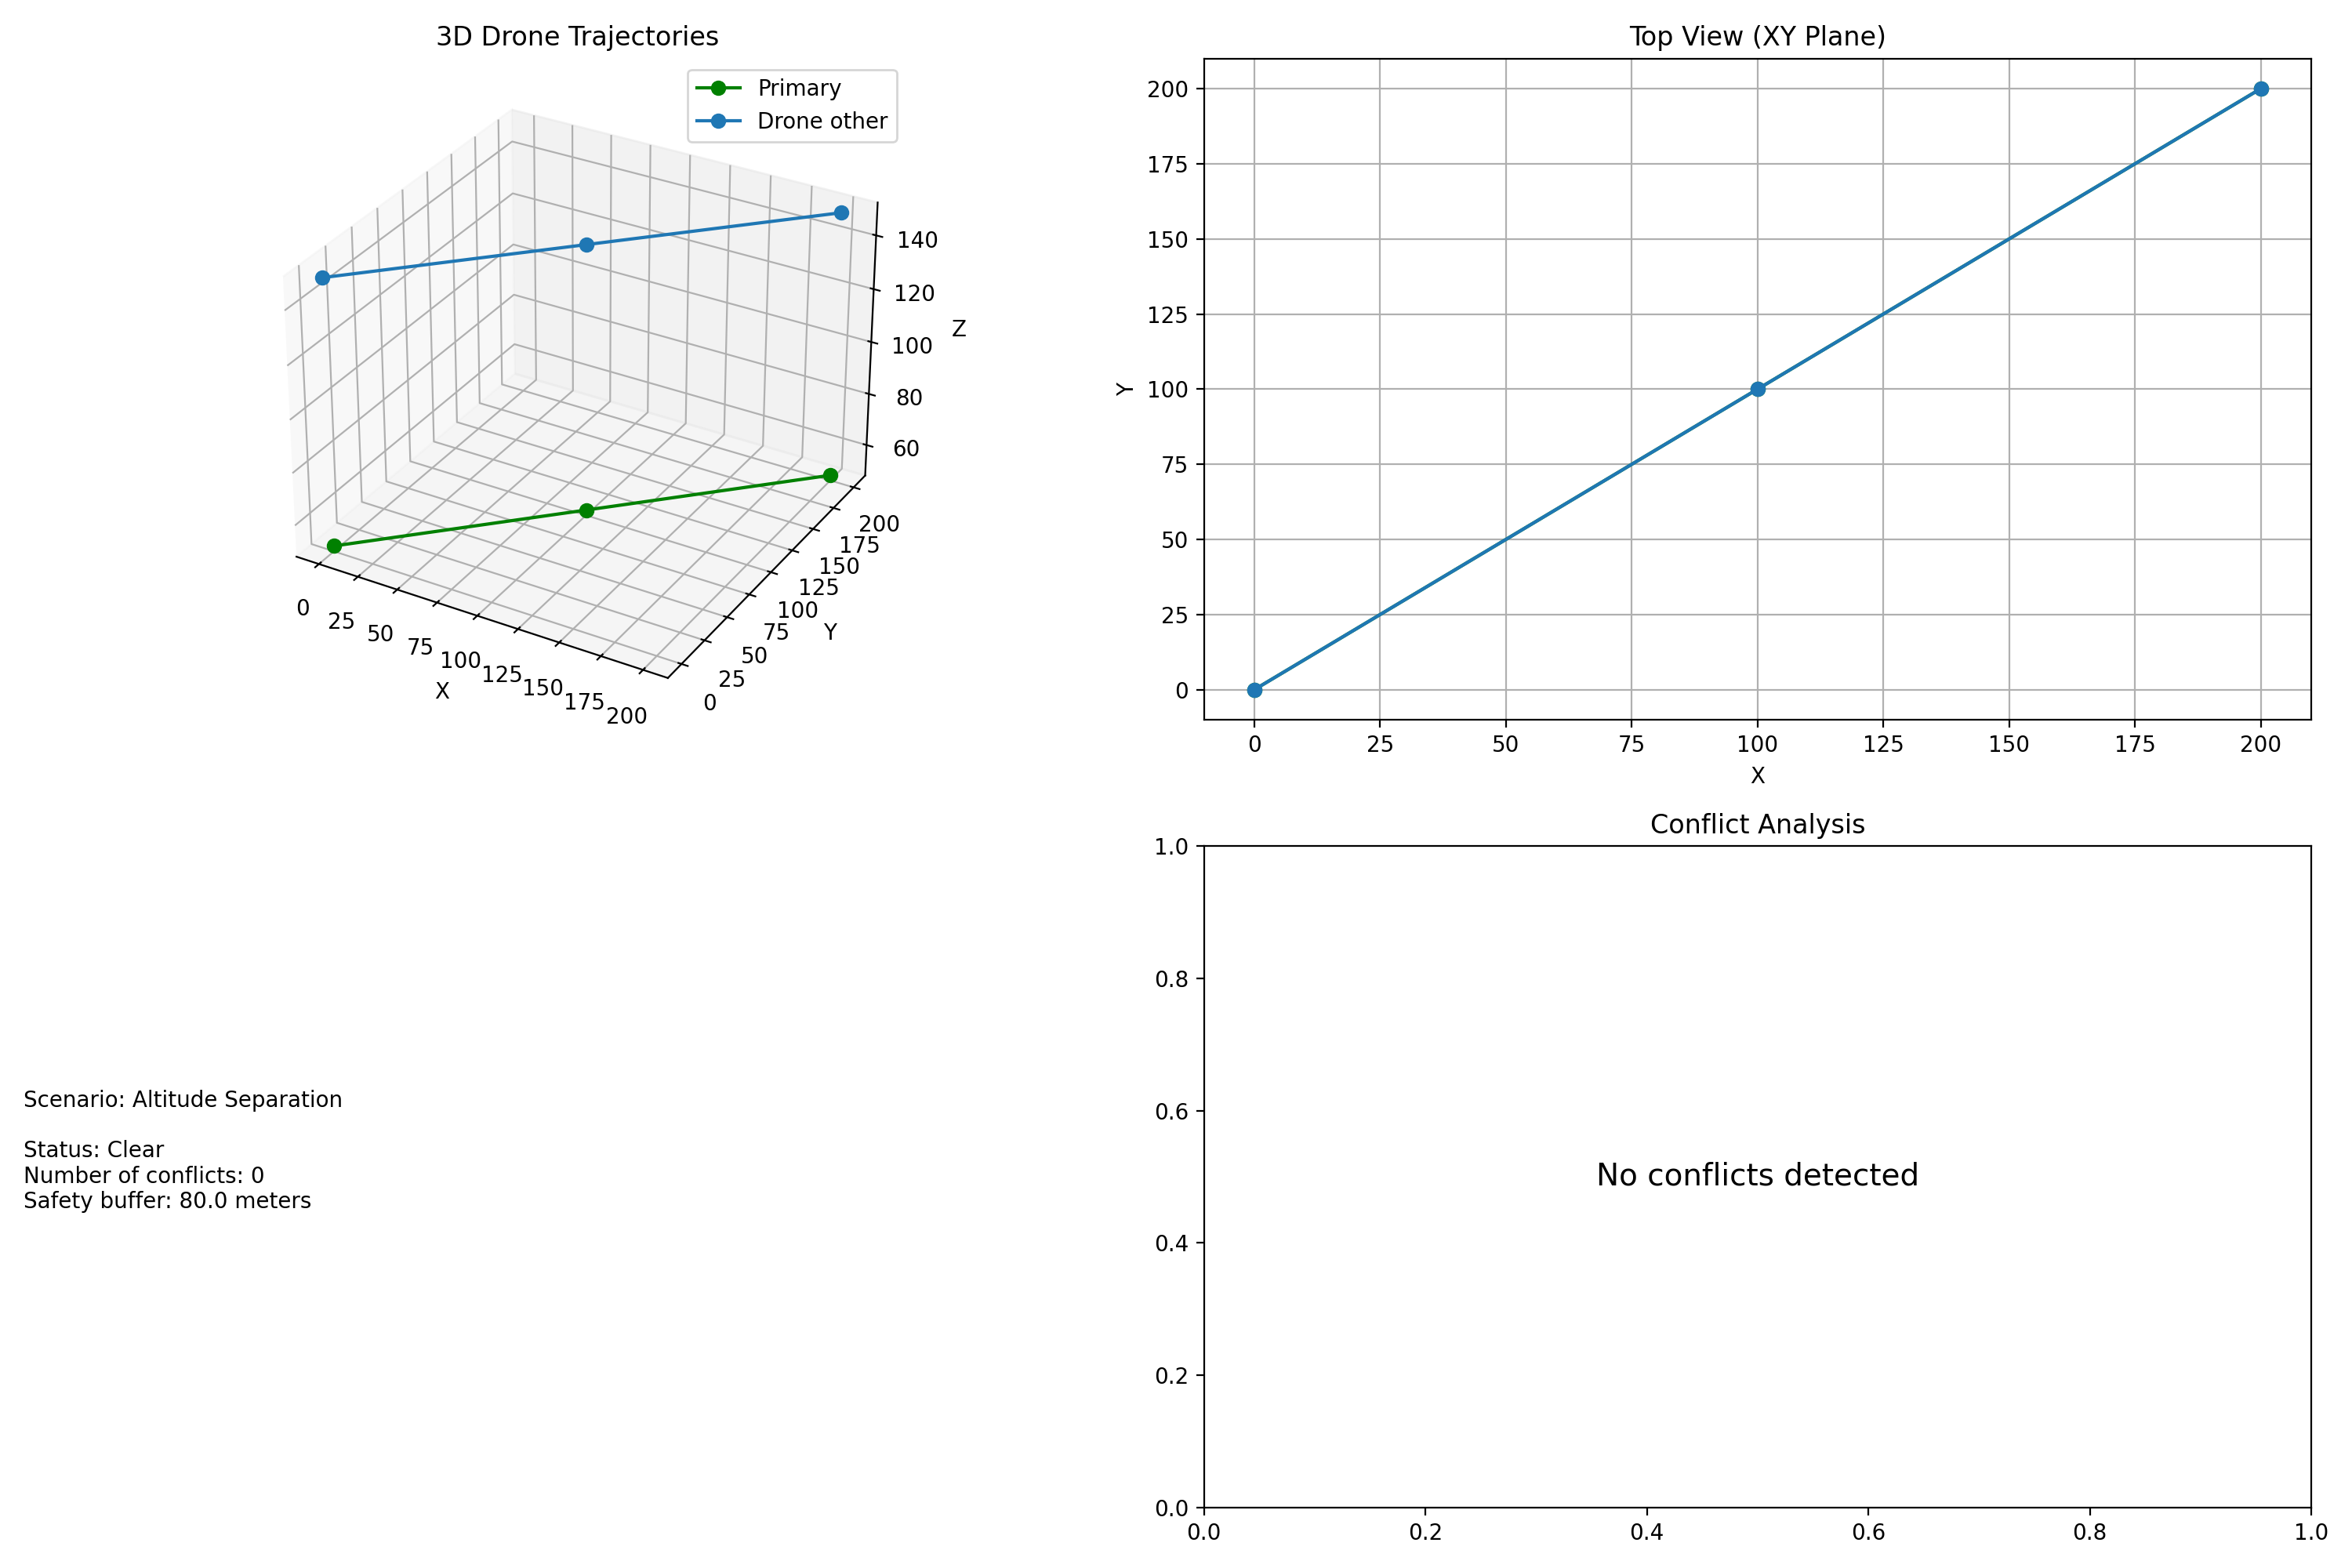 3D Drone Trajectories
Primary
Drone other
140
120
100
80
60
Z
200
175
150
125
100
75
50
25
0
Y
0
25
50
75
100
125
150
175
200
X
Top View (XY Plane)
200
175
150
125
100
75
50
25
0
Y
0 25 50 75 100 125 150 175 200
X
Scenario: Altitude Separation
Status: Clear
Number of conflicts: 0
Safety buffer: 80.0 meters
Conflict Analysis
1.0
0.8
0.6
0.4
0.2
0.0
No conflicts detected
0.0 0.2 0.4 0.6 0.8 1.0